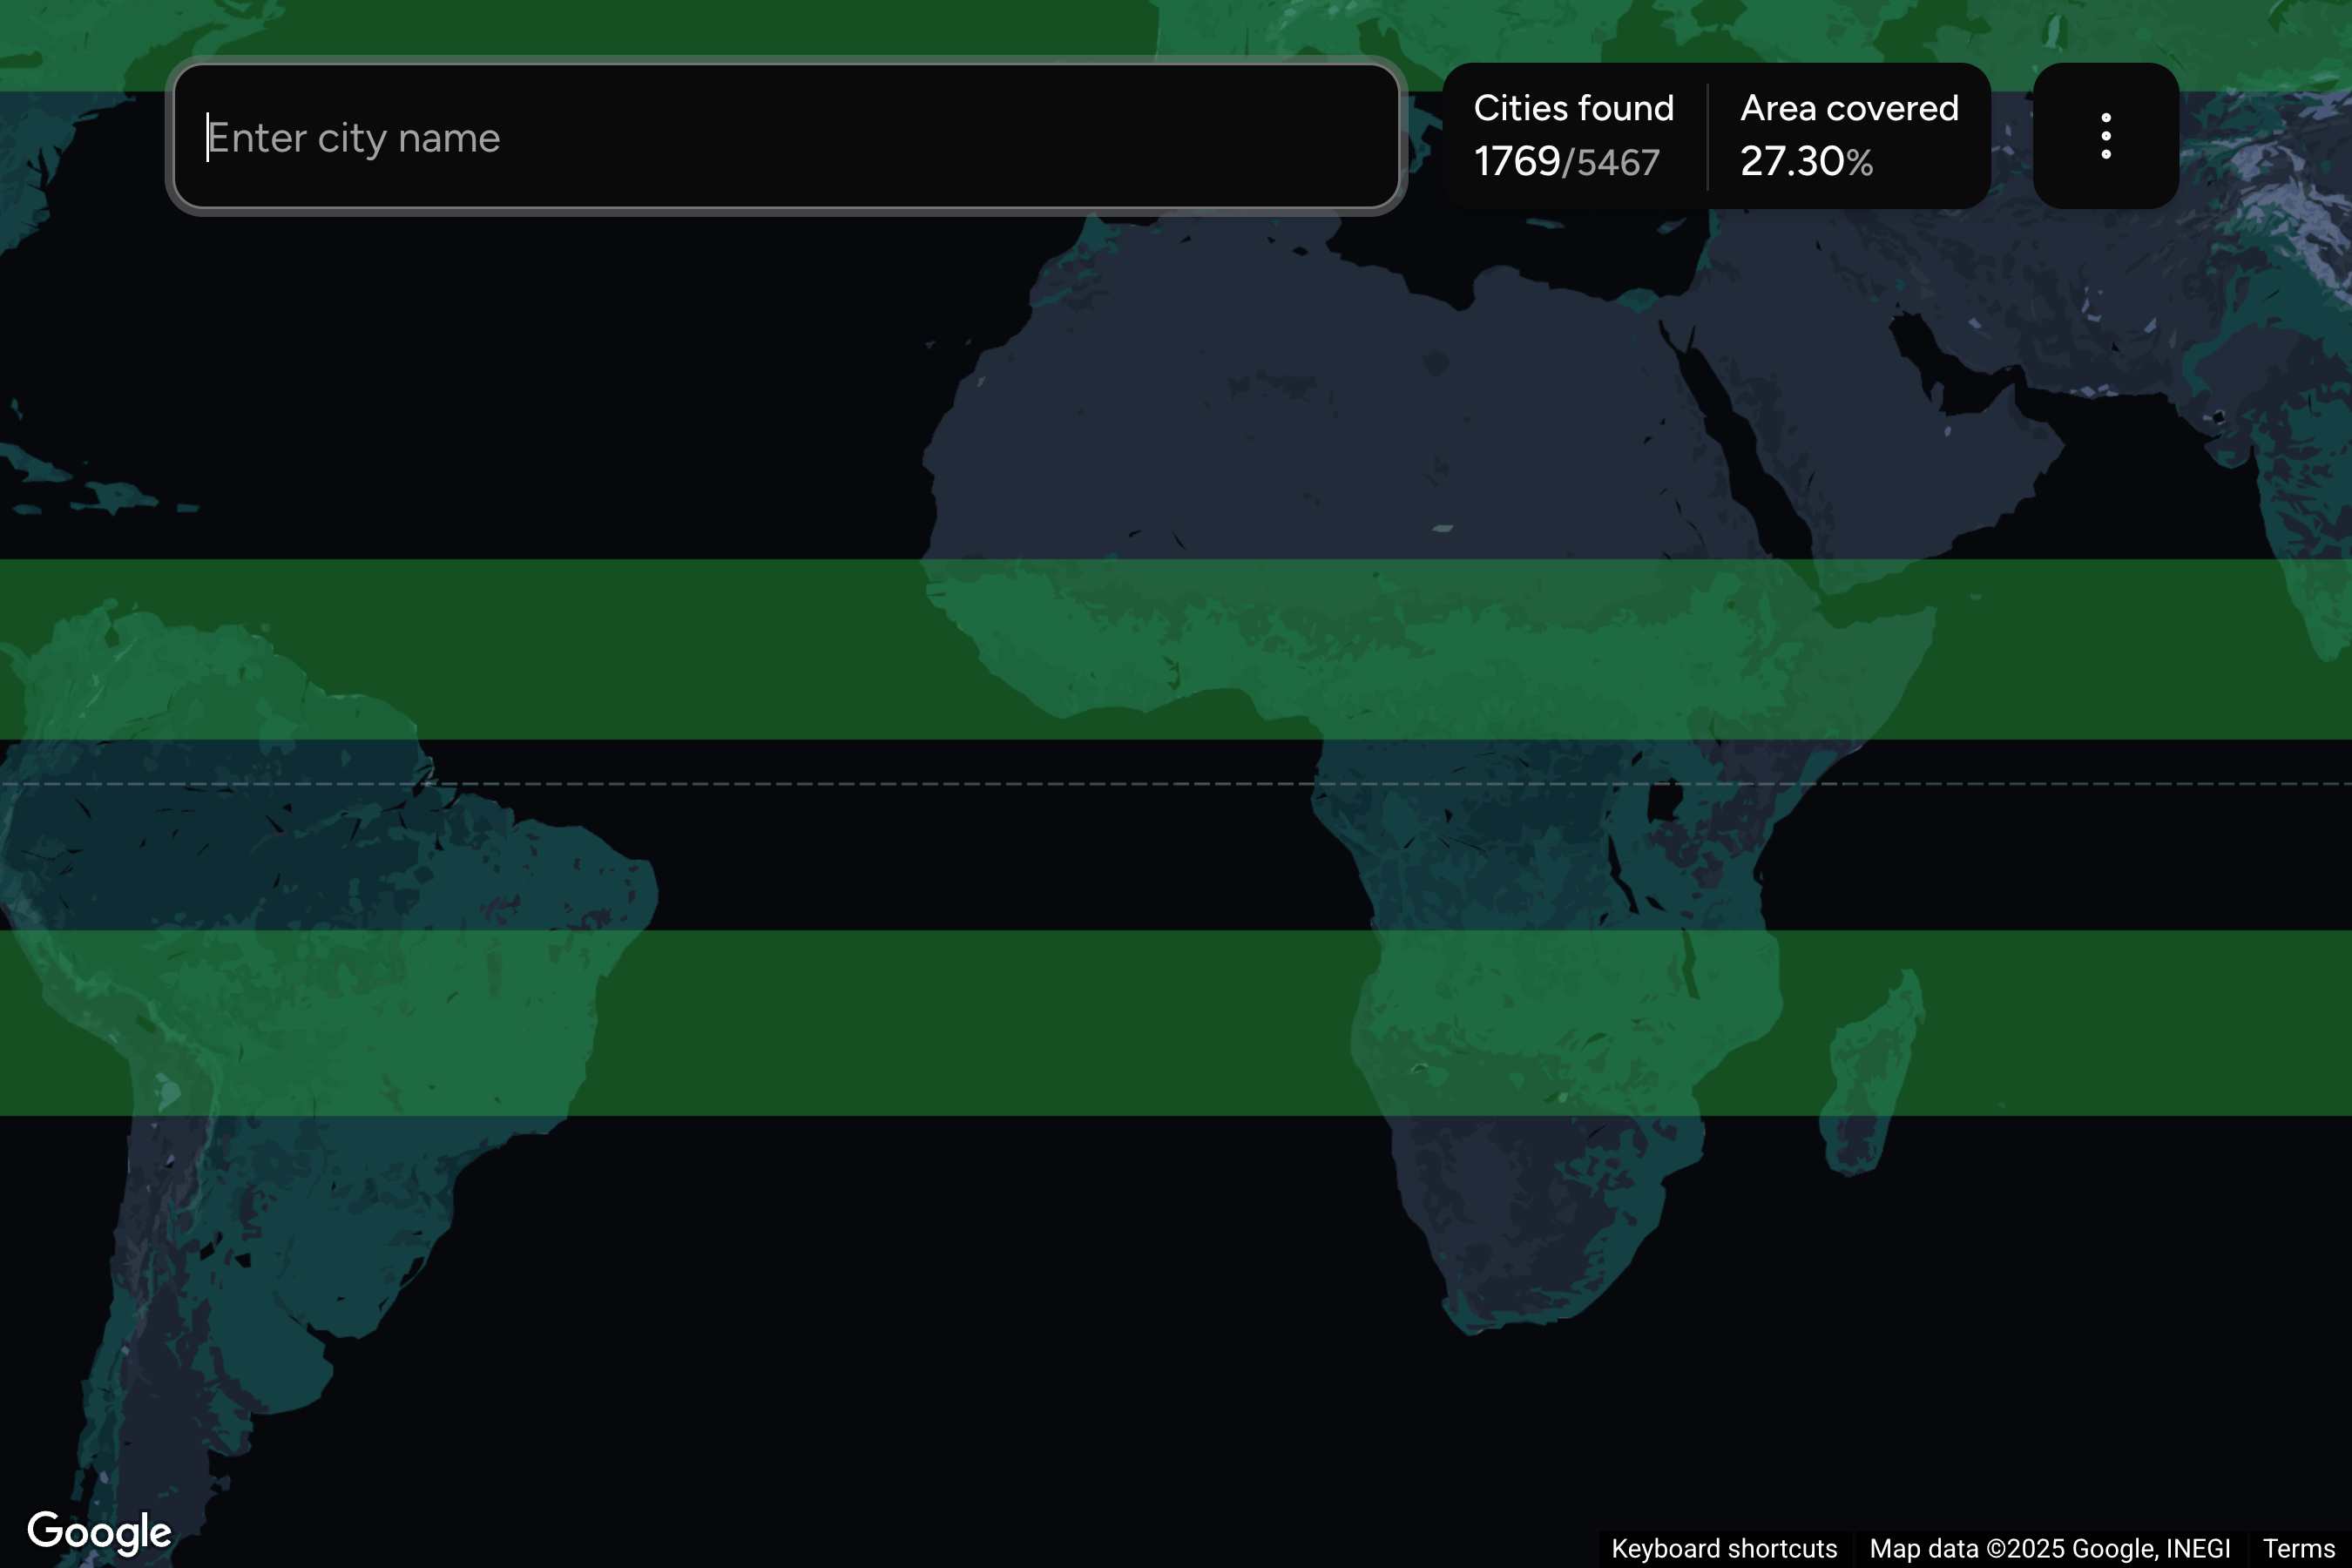 Enter city name
Cities found
1769/5467
Area covered
27.30%
Google
Keyboard shortcuts
Map data ©2025 Google, INEGI
Terms